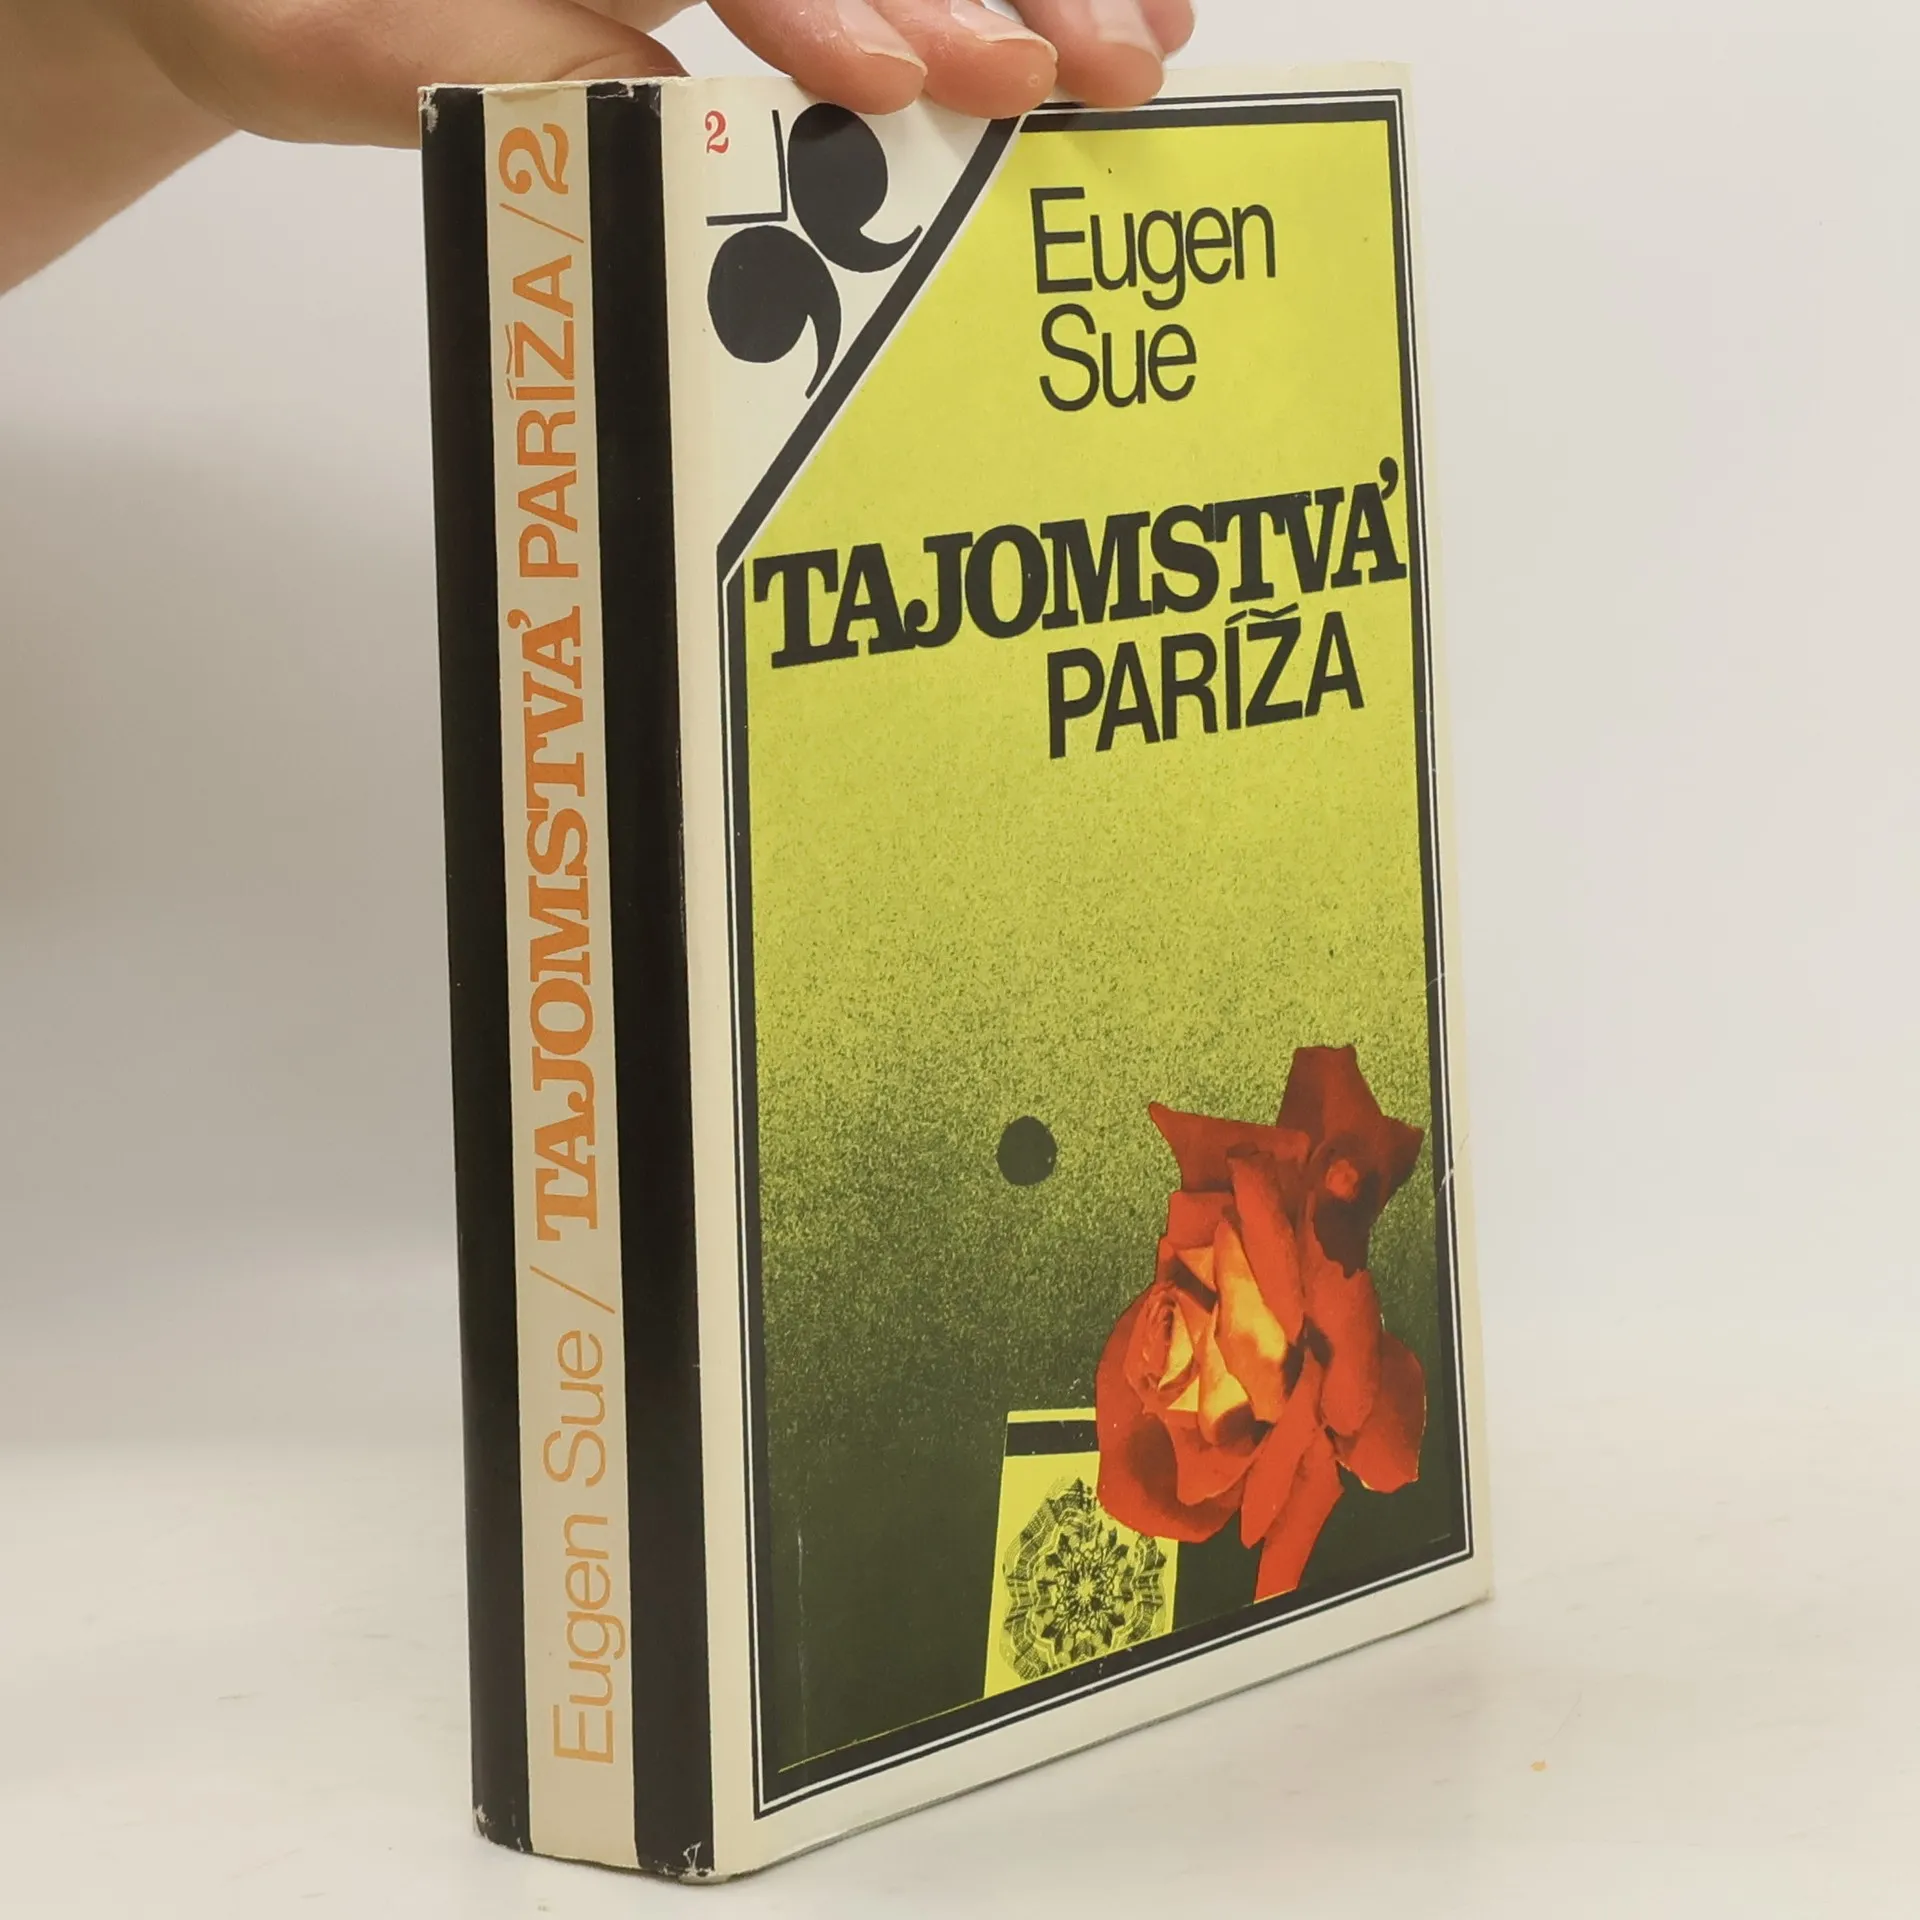 Eugen Sue / TAJOMSTVÁ PARÍŽA / 2
2
Eugen
Sue
TAJOMSTVÁ
PARÍŽA